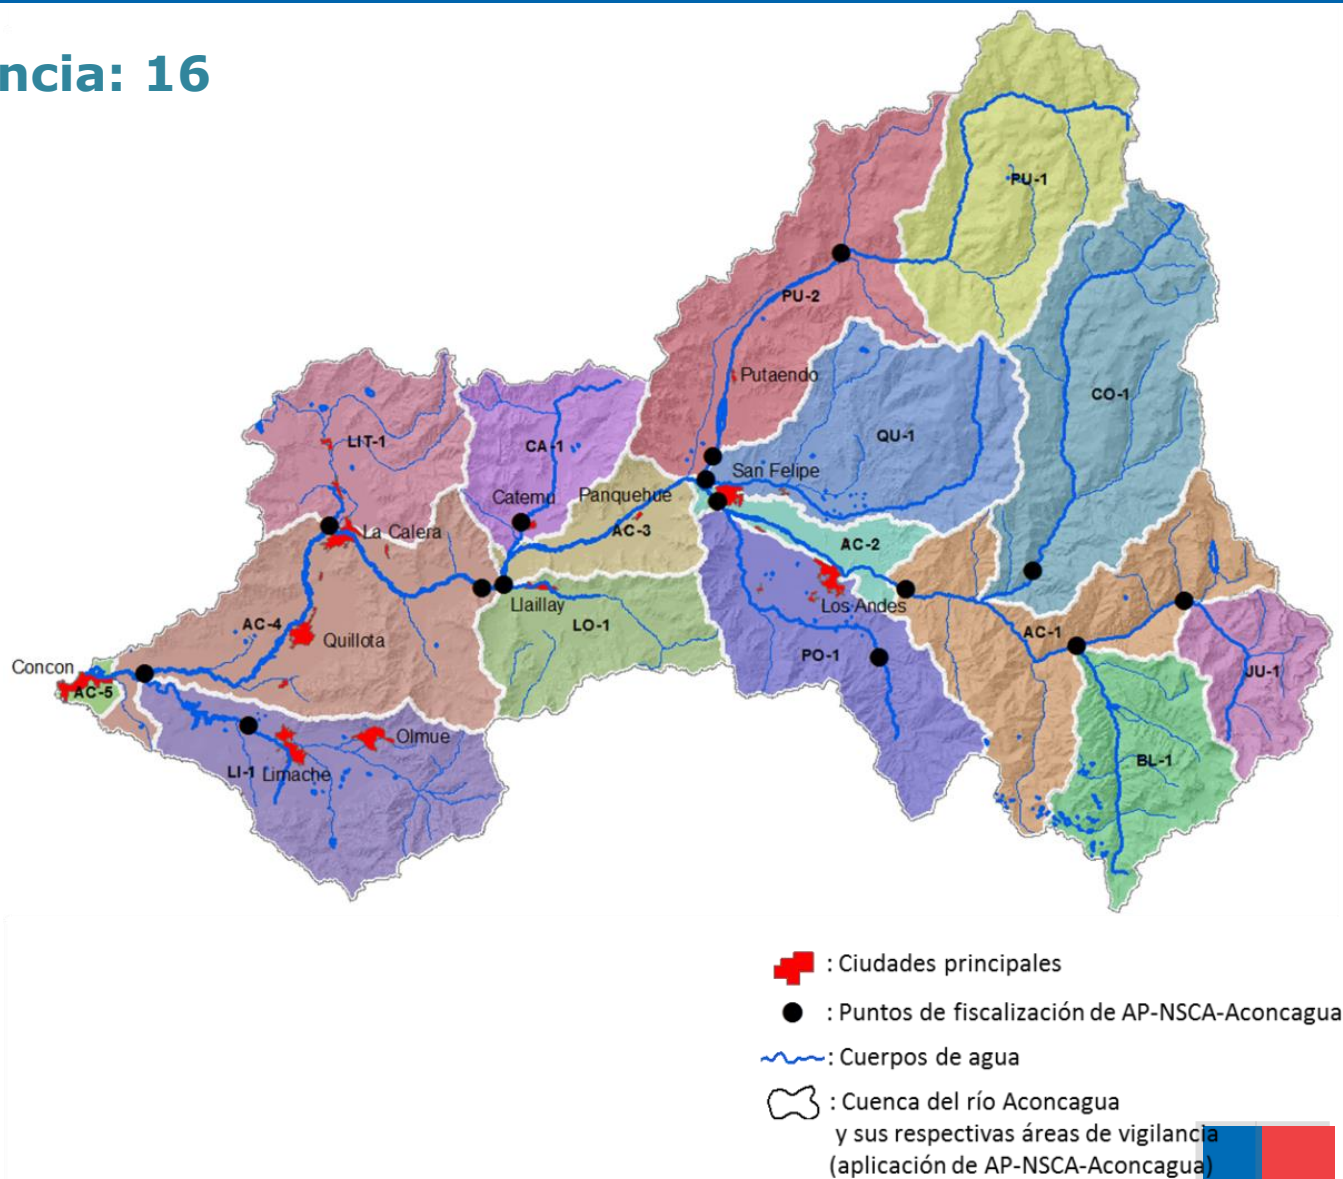 ncia: 16
PU-1
PU-2
Putaendo
CO-1
LIT-1
CA-1
QU-1
San Felipe
Catemu
Panquehue
La Calera
AC-3
AC-2
Llaillay
Los Andes
AC-4
LO-1
AC-1
Quillota
PO-1
Concon
JU-1
AC-5
Olmue
BL-1
LI-1
Limache
: Ciudades principales
: Puntos de fiscalización de AP-NSCA-Aconcagua
: Cuerpos de agua
: Cuenca del río Aconcagua
y sus respectivas áreas de vigilancia
(aplicación de AP-NSCA-Aconcagua)